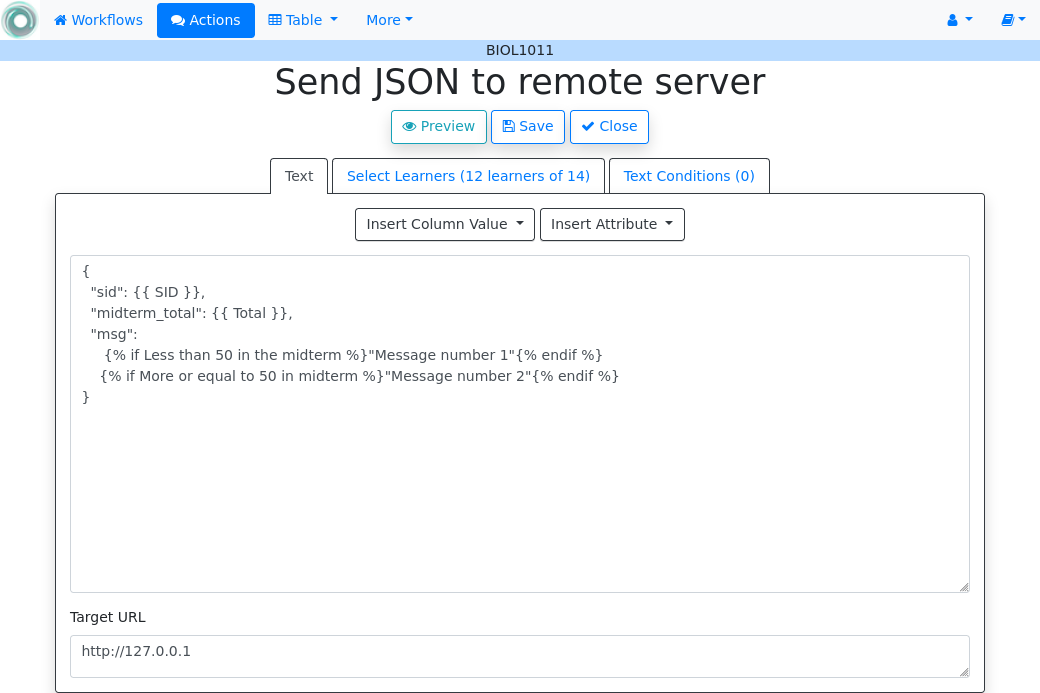 Workflows Actions Table More
BIOL1011
Send JSON to remote server
Preview Save Close
Text Select Learners (12 learners of 14) Text Conditions (0)
Insert Column Value Insert Attribute
{
"sid": {{ SID }},
"midterm_total": {{ Total }},
"msg":
{% if Less than 50 in the midterm %}"Message number 1"{% endif %}
{% if More or equal to 50 in midterm %}"Message number 2"{% endif %}
}
Target URL
http://127.0.0.1